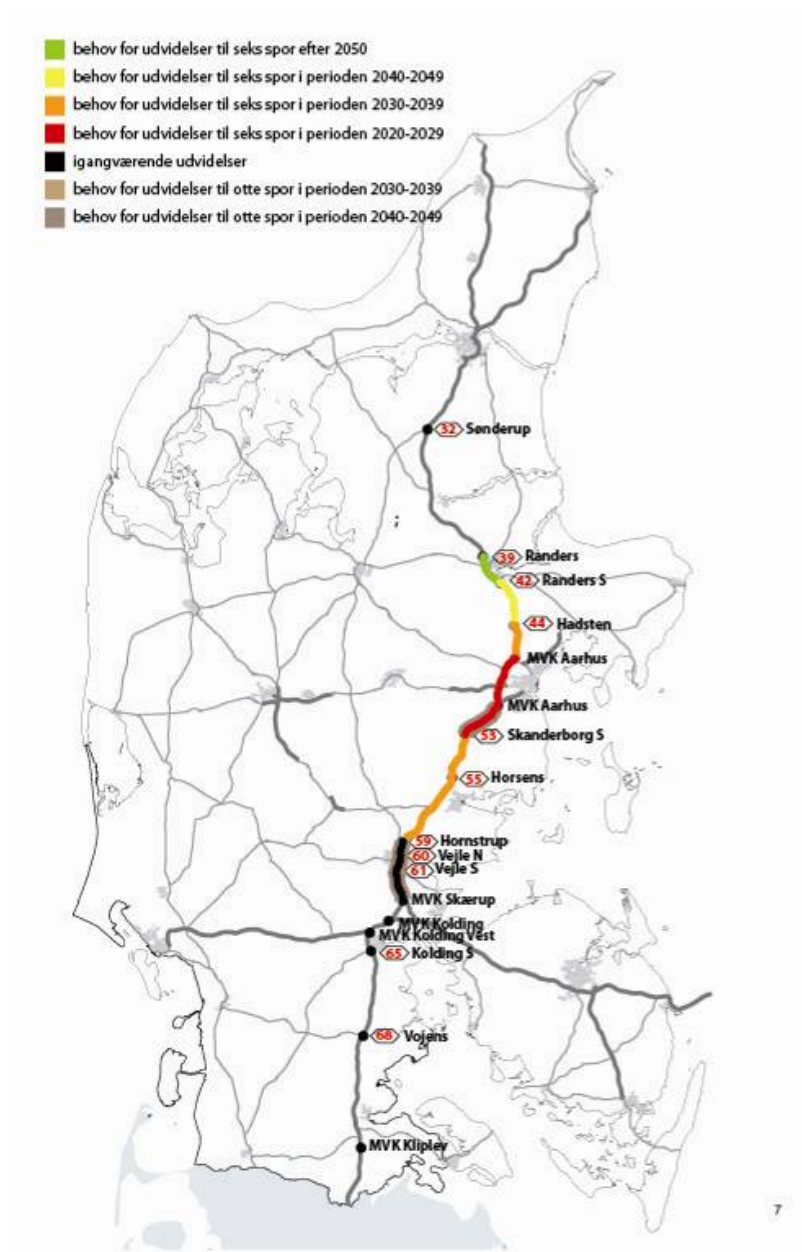 behov for udvidelser til seks spor efter 2050
behov for udvidelser til seks spor i perioden 2040-2049
behov for udvidelser til seks spor i perioden 2030-2039
behov for udvidelser til seks spor i perioden 2020-2029
igangværende udvidelser
behov for udvidelser til otte spor i perioden 2030-2039
behov for udvidelser til otte spor i perioden 2040-2049
32 Sønderup
;
39 Randers
42 Randers S
44 Hadsten
MVK Aarhus
MVK Aarhus
53 Skanderborg S
55 Horsens
59 Hornstrup
60 Vejle N
61 Vejle S
MVK Skærup
MVK Kolding
MVK Kolding Vest
65 Kolding S
68 Vojens
MVK Kliplev
7